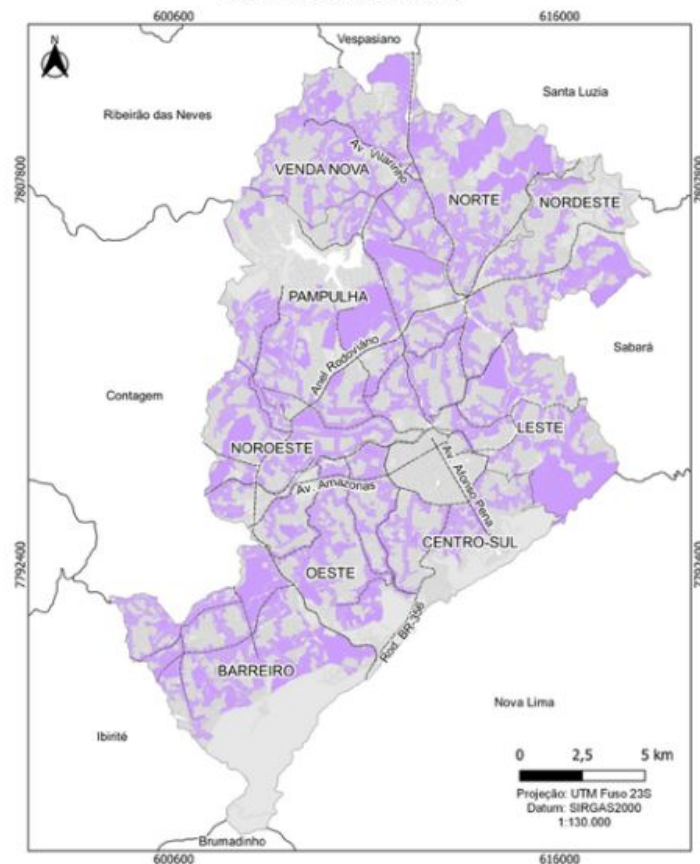 600600
616000
N
Vespasiano
Santa Luzia
Ribeirão das Neves
Av. Vilarinho
VENDA NOVA
7807800
7807800
NORTE
NORDESTE
PAMPULHA
Anel Rodoviário
Sabará
Contagem
LESTE
NOROESTE
Av. Amazonas
Av. Afonso Pena
CENTRO-SUL
7792400
7792400
OESTE
Rod. BR-356
BARREIRO
Nova Lima
Ibirité
0 2,5 5 km
Projeção: UTM Fuso 23S
Datum: SIRGAS2000
1:130.000
Brumadinho
600600
616000